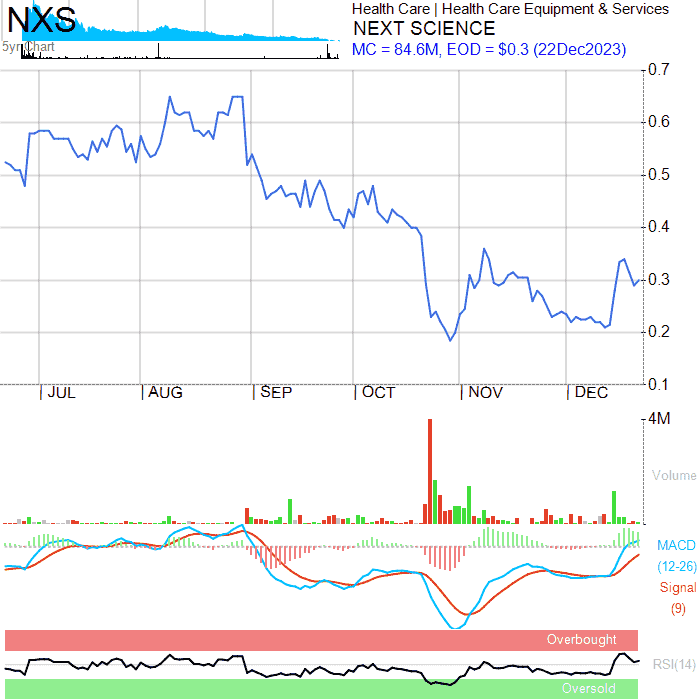 NXS
Health Care | Health Care Equipment & Services
NEXT SCIENCE
5yr Chart
MC = 84.6M, EOD = $0.3 (22Dec2023)
0.7
0.6
0.5
0.4
0.3
0.2
0.1
JUL AUG SEP OCT NOV DEC
4M
Volume
MACD
(12-26)
Signal
(9)
Overbought
RSI(14)
Oversold